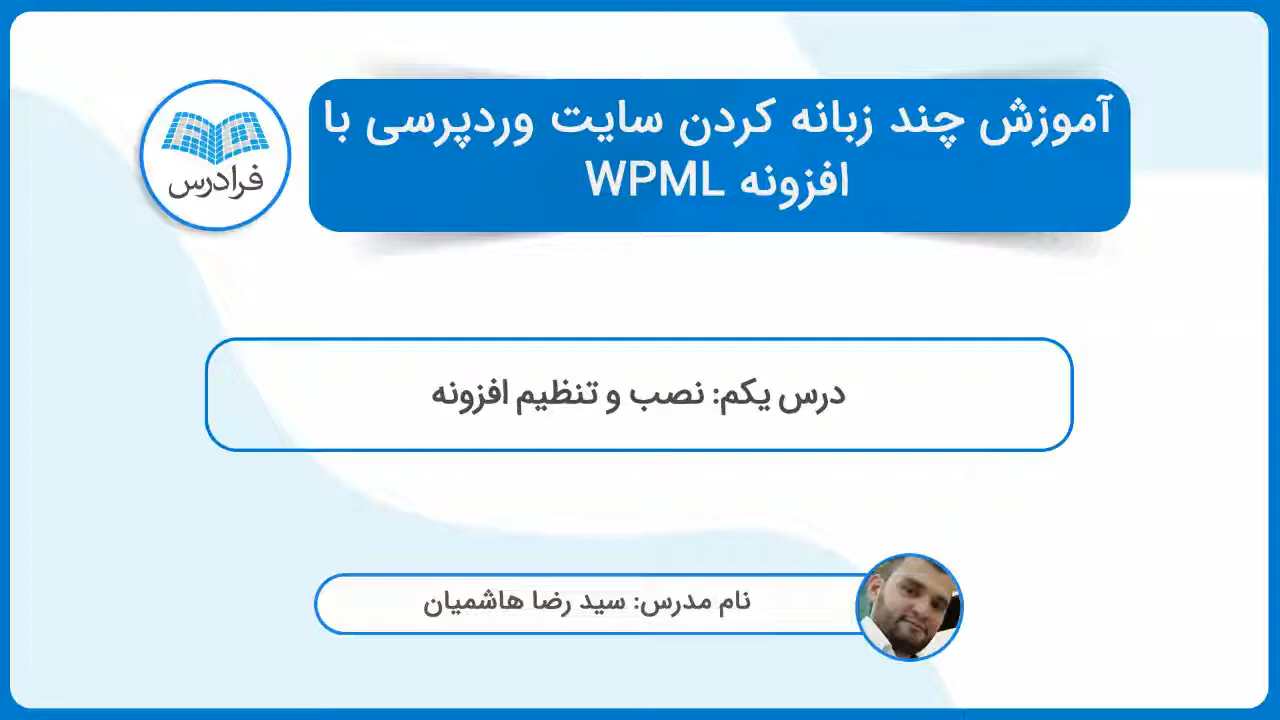 آموزش چند زبانه کردن سایت وردپرسی با
افزونه WPML
فرادرس
درس یکم: نصب و تنظیم افزونه
نام مدرس: سید رضا هاشمیان